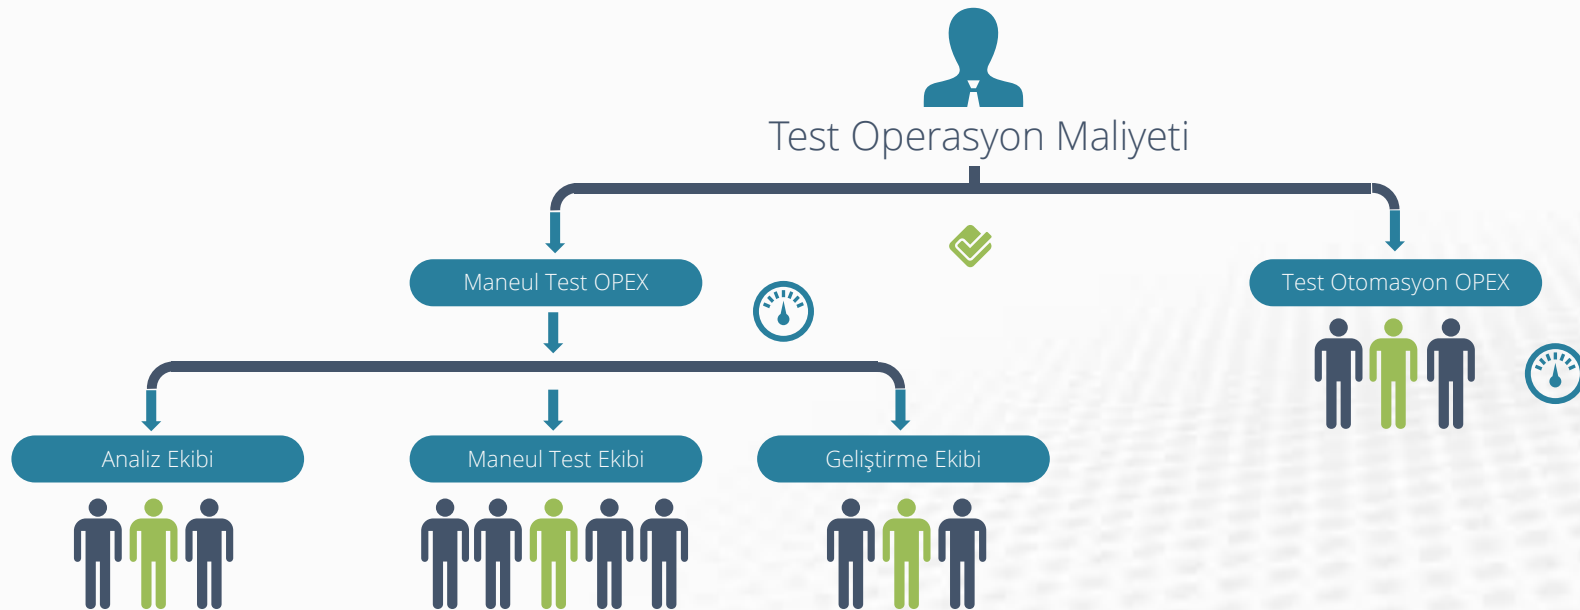 Test Operasyon Maliyeti
Maneul Test OPEX
Test Otomasyon OPEX
Analiz Ekibi
Maneul Test Ekibi
Geliştirme Ekibi